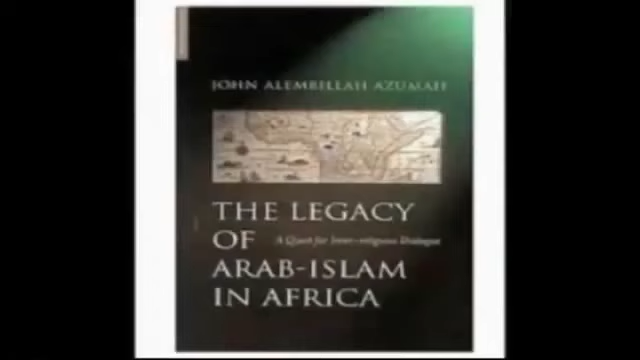 JOHN ALEMBILLAH AZUMAH
THE LEGACY
OF A Quest for Inter-religious Dialogue
ARAB-ISLAM
IN AFRICA